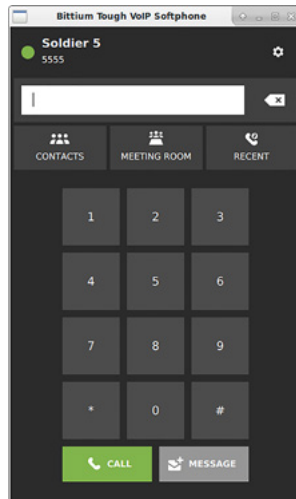 Bittium Tough VoIP Softphone
Soldier 5
5555
CONTACTS MEETING ROOM RECENT
1 2 3
4 5 6
7 8 9
* 0 #
CALL MESSAGE